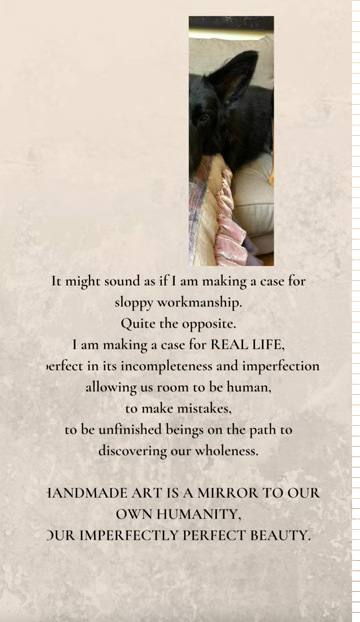 It might sound as if I am making a case for
sloppy workmanship.
Quite the opposite.
I am making a case for REAL LIFE,
erfect in its incompleteness and imperfection
allowing us room to be human,
to make mistakes,
to be unfinished beings on the path to
discovering our wholeness.
HANDMADE ART IS A MIRROR TO OUR
OWN HUMANITY,
OUR IMPERFECTLY PERFECT BEAUTY.